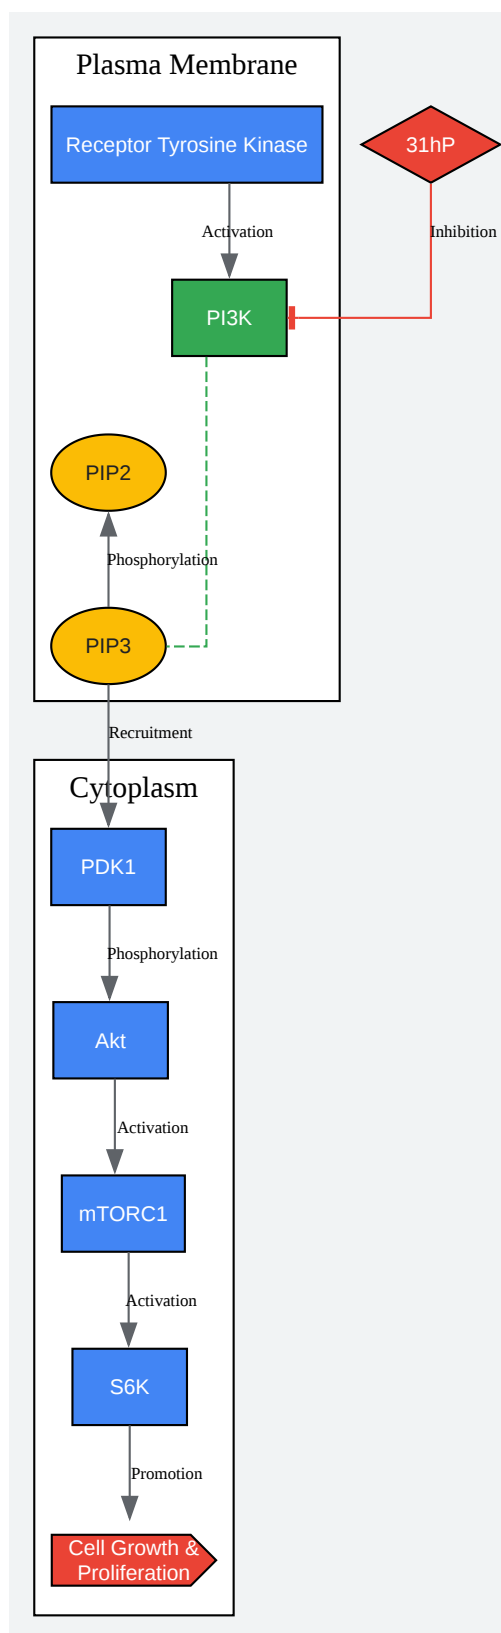 Plasma Membrane
Receptor Tyrosine Kinase
31hP
Activation
Inhibition
PI3K
PIP2
Phosphorylation
PIP3
Recruitment
Cytoplasm
PDK1
Phosphorylation
Akt
Activation
mTORC1
Activation
S6K
Promotion
Cell Growth &
Proliferation